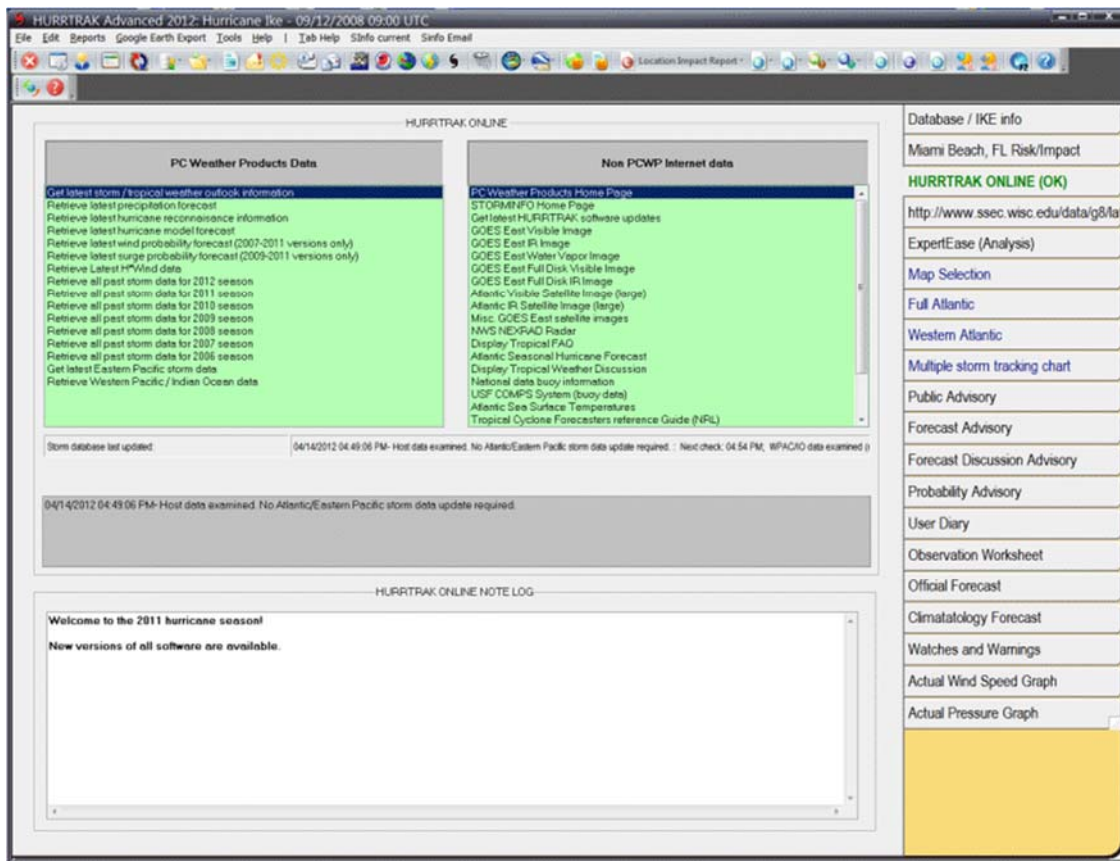 HURRTRAK Advanced 2012: Hurricane Ike - 09/12/2008 09:00 UTC
File Edit Reports Google Earth Export Tools Help | Tab Help SInfo current Sinfo Email
Location Impact Report
HURRTRAK ONLINE
PC Weather Products Data
Get latest storm / tropical weather outlook information
Retrieve latest precipitation forecast
Retrieve latest hurricane reconnaisance information
Retrieve latest hurricane model forecast
Retrieve latest wind probability forecast (2007-2011 versions only)
Retrieve latest surge probability forecast (2009-2011 versions only)
Retrieve Latest H*Wind data
Retrieve all past storm data for 2012 season
Retrieve all past storm data for 2011 season
Retrieve all past storm data for 2010 season
Retrieve all past storm data for 2009 season
Retrieve all past storm data for 2008 season
Retrieve all past storm data for 2007 season
Retrieve all past storm data for 2006 season
Get latest Eastern Pacific storm data
Retrieve Western Pacific / Indian Ocean data
Non PCWP Internet data
PC Weather Products Home Page
STORMINFO Home Page
Get latest HURRTRAK software updates
GOES East Visible Image
GOES East IR Image
GOES East Water Vapor Image
GOES East Full Disk Visible Image
GOES East Full Disk IR Image
Atlantic Visible Satellite Image (large)
Atlantic IR Satellite Image (large)
Misc. GOES East satellite images
NWS NEXRAD Radar
Display Tropical FAQ
Atlantic Seasonal Hurricane Forecast
Display Tropical Weather Discussion
National data buoy information
USF COMPS System (buoy data)
Atlantic Sea Surface Temperatures
Tropical Cyclone Forecasters reference Guide (NRL)
Storm database last updated:
04/14/2012 04:49:06 PM- Host data examined. No Atlantic/Eastern Pacific storm data update required. : Next check: 04:54 PM; WPAC/IO data examined
04/14/2012 04:49:06 PM- Host data examined. No Atlantic/Eastern Pacific storm data update required.
HURRTRAK ONLINE NOTE LOG
Welcome to the 2011 hurricane season!
New versions of all software are available.
Database / IKE info
Miami Beach, FL Risk/Impact
HURRTRAK ONLINE (OK)
http://www.ssec.wisc.edu/data/g8/la
ExpertEase (Analysis)
Map Selection
Full Atlantic
Western Atlantic
Multiple storm tracking chart
Public Advisory
Forecast Advisory
Forecast Discussion Advisory
Probability Advisory
User Diary
Observation Worksheet
Official Forecast
Climatatology Forecast
Watches and Warnings
Actual Wind Speed Graph
Actual Pressure Graph